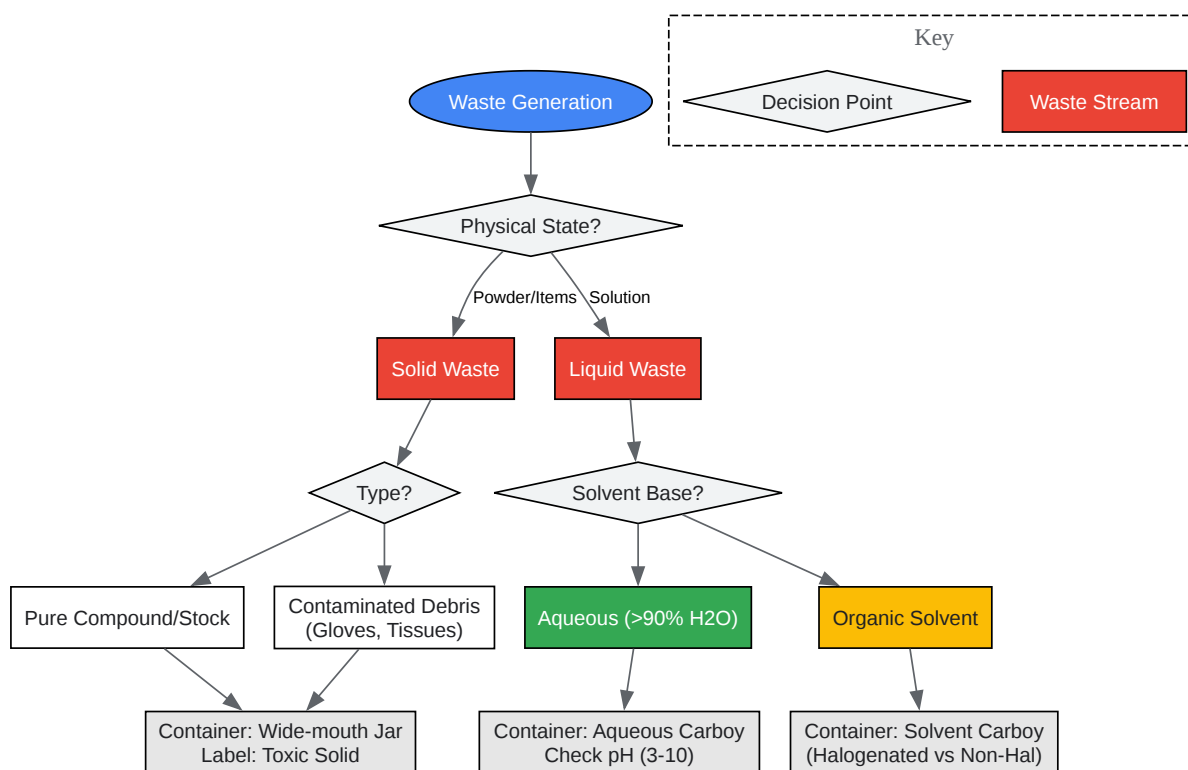 Key
Waste Generation
Decision Point
Waste Stream
Physical State?
Powder/Items
Solution
Solid Waste
Liquid Waste
Type?
Solvent Base?
Pure Compound/Stock
Contaminated Debris
(Gloves, Tissues)
Aqueous (>90% H2O)
Organic Solvent
Container: Wide-mouth Jar
Label: Toxic Solid
Container: Aqueous Carboy
Check pH (3-10)
Container: Solvent Carboy
(Halogenated vs Non-Hal)